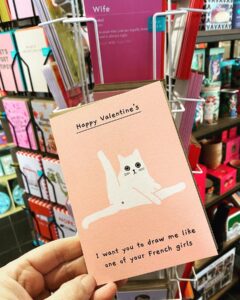 Wife
Happy Valentine's
I want you to draw me like
one of your French girls